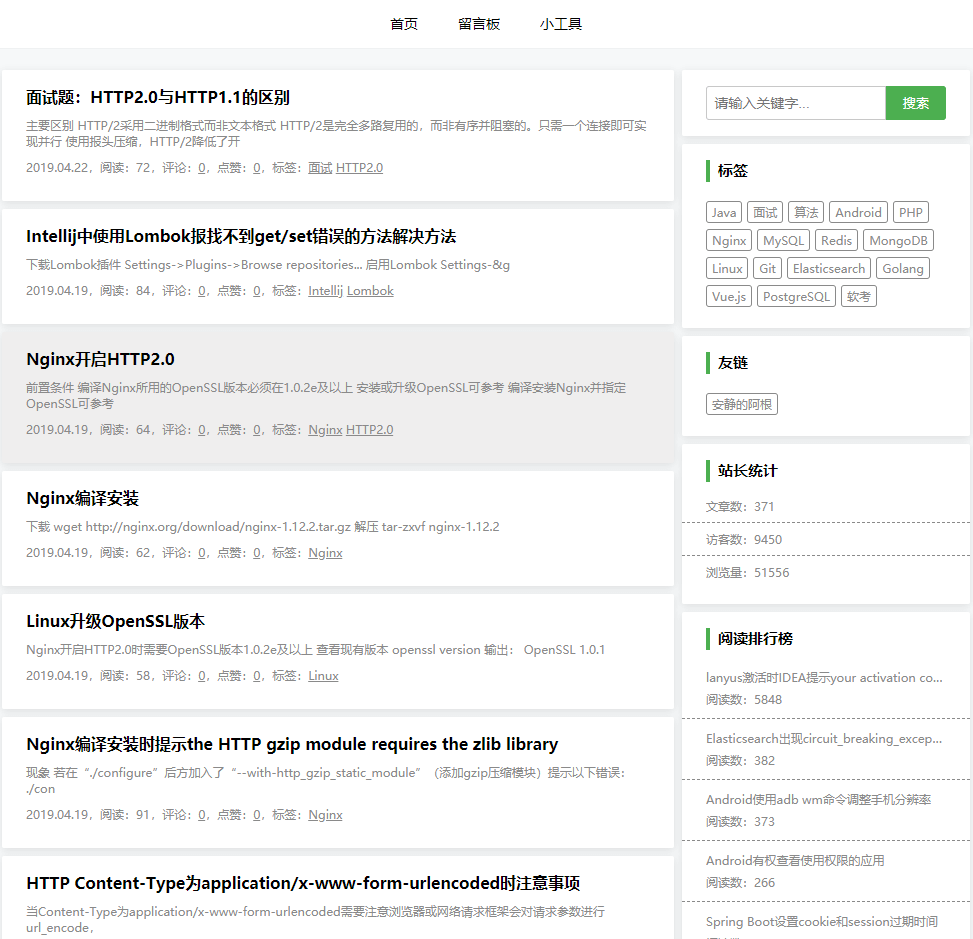 首页 留言板 小工具
面试题：HTTP2.0与HTTP1.1的区别
主要区别 HTTP/2采用二进制格式而非文本格式 HTTP/2是完全多路复用的，而非有序并阻塞的。只需一个连接即可实
现并行 使用报头压缩，HTTP/2降低了开
2019.04.22，阅读：72，评论：0，点赞：0，标签：面试 HTTP2.0
Intellij中使用Lombok报找不到get/set错误的方法解决方法
下载Lombok插件 Settings->Plugins->Browse repositories... 启用Lombok Settings-&g
2019.04.19，阅读：84，评论：0，点赞：0，标签：Intellij Lombok
Nginx开启HTTP2.0
前置条件 编译Nginx所用的OpenSSL版本必须在1.0.2e及以上 安装或升级OpenSSL可参考 编译安装Nginx并指定
OpenSSL可参考
2019.04.19，阅读：64，评论：0，点赞：0，标签：Nginx HTTP2.0
Nginx编译安装
下载 wget http://nginx.org/download/nginx-1.12.2.tar.gz 解压 tar-zxvf nginx-1.12.2
2019.04.19，阅读：62，评论：0，点赞：0，标签：Nginx
Linux升级OpenSSL版本
Nginx开启HTTP2.0时需要OpenSSL版本1.0.2e及以上 查看现有版本 openssl version 输出： OpenSSL 1.0.1
2019.04.19，阅读：58，评论：0，点赞：0，标签：Linux
Nginx编译安装时提示the HTTP gzip module requires the zlib library
现象 若在“./configure”后方加入了“--with-http_gzip_static_module”（添加gzip压缩模块）提示以下错误：
./con
2019.04.19，阅读：91，评论：0，点赞：0，标签：Nginx
HTTP Content-Type为application/x-www-form-urlencoded时注意事项
当Content-Type为application/x-www-form-urlencoded需要注意浏览器或网络请求框架会对请求参数进行
url_encode，
请输入关键字... 搜索
标签
Java 面试 算法 Android PHP
Nginx MySQL Redis MongoDB
Linux Git Elasticsearch Golang
Vue.js PostgreSQL 软考
友链
安静的阿根
站长统计
文章数：371
访客数：9450
浏览量：51556
阅读排行榜
lanyus激活时IDEA提示your activation co...
阅读数：5848
Elasticsearch出现circuit_breaking_excep...
阅读数：382
Android使用adb wm命令调整手机分辨率
阅读数：373
Android有权查看使用权限的应用
阅读数：266
Spring Boot设置cookie和session过期时间